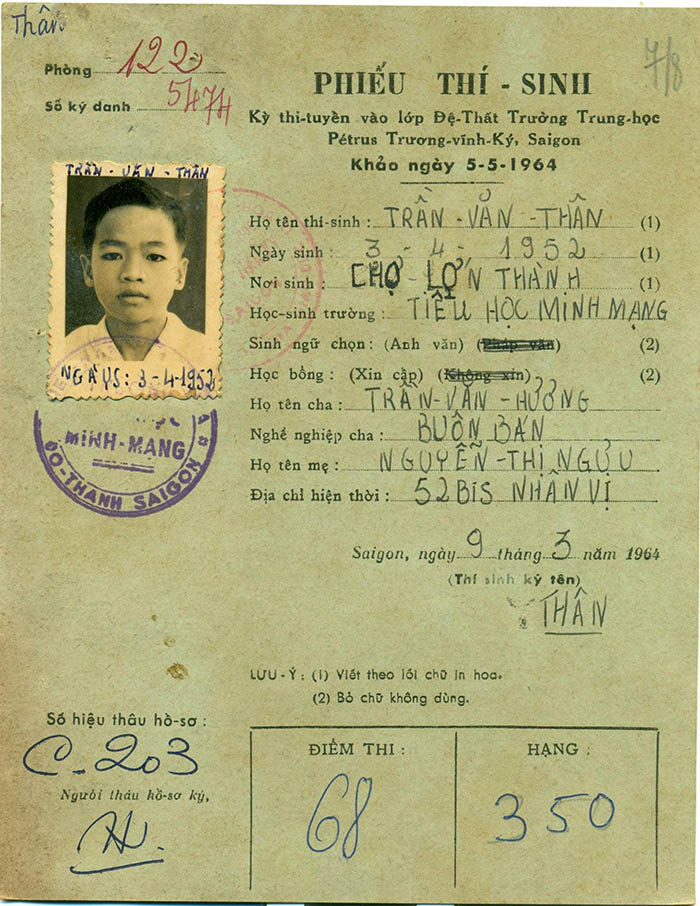 Thân
7/8
Phòng 122
Số ký danh 5474
PHIẾU THÍ - SINH
Kỳ thi-tuyển vào lớp Đệ-Thất Trường Trung-học
Pétrus Trương-vĩnh-Ký, Saigon
Khảo ngày 5-5-1964
TRẦN - VĂN - THÂN
NGÀYS: 3-4-1952
MINH-MẠNG
ĐÔ-THÀNH SAIGON
Họ tên thí-sinh : TRẦN - VĂN - THÂN (1)
Ngày sinh : 3 - 4 - 1952 (1)
Nơi sinh : CHỢ LỢN THÀNH (1)
Học-sinh trường : TIỂU HỌC MINH MẠNG
Sinh ngữ chọn : (Anh văn) (Pháp văn) (2)
Học bổng : (Xin cấp) (Không xin) (2)
Họ tên cha : TRẦN-VĂN-HƯỞNG
Nghề nghiệp cha : BUÔN BÁN
Họ tên mẹ : NGUYỄN-THỊ NGỰU
Địa chỉ hiện thời : 52BIS NHÂN VỊ
Saigon, ngày 9 tháng 3 năm 1964
(Thí sinh ký tên)
THÂN
LƯU - Ý : (1) Viết theo lối chữ in hoa.
(2) Bỏ chữ không dùng.
Số hiệu thâu hồ-sơ :
C-203
Người thâu hồ-sơ ký,
ĐIỂM THI :
68
HẠNG :
350